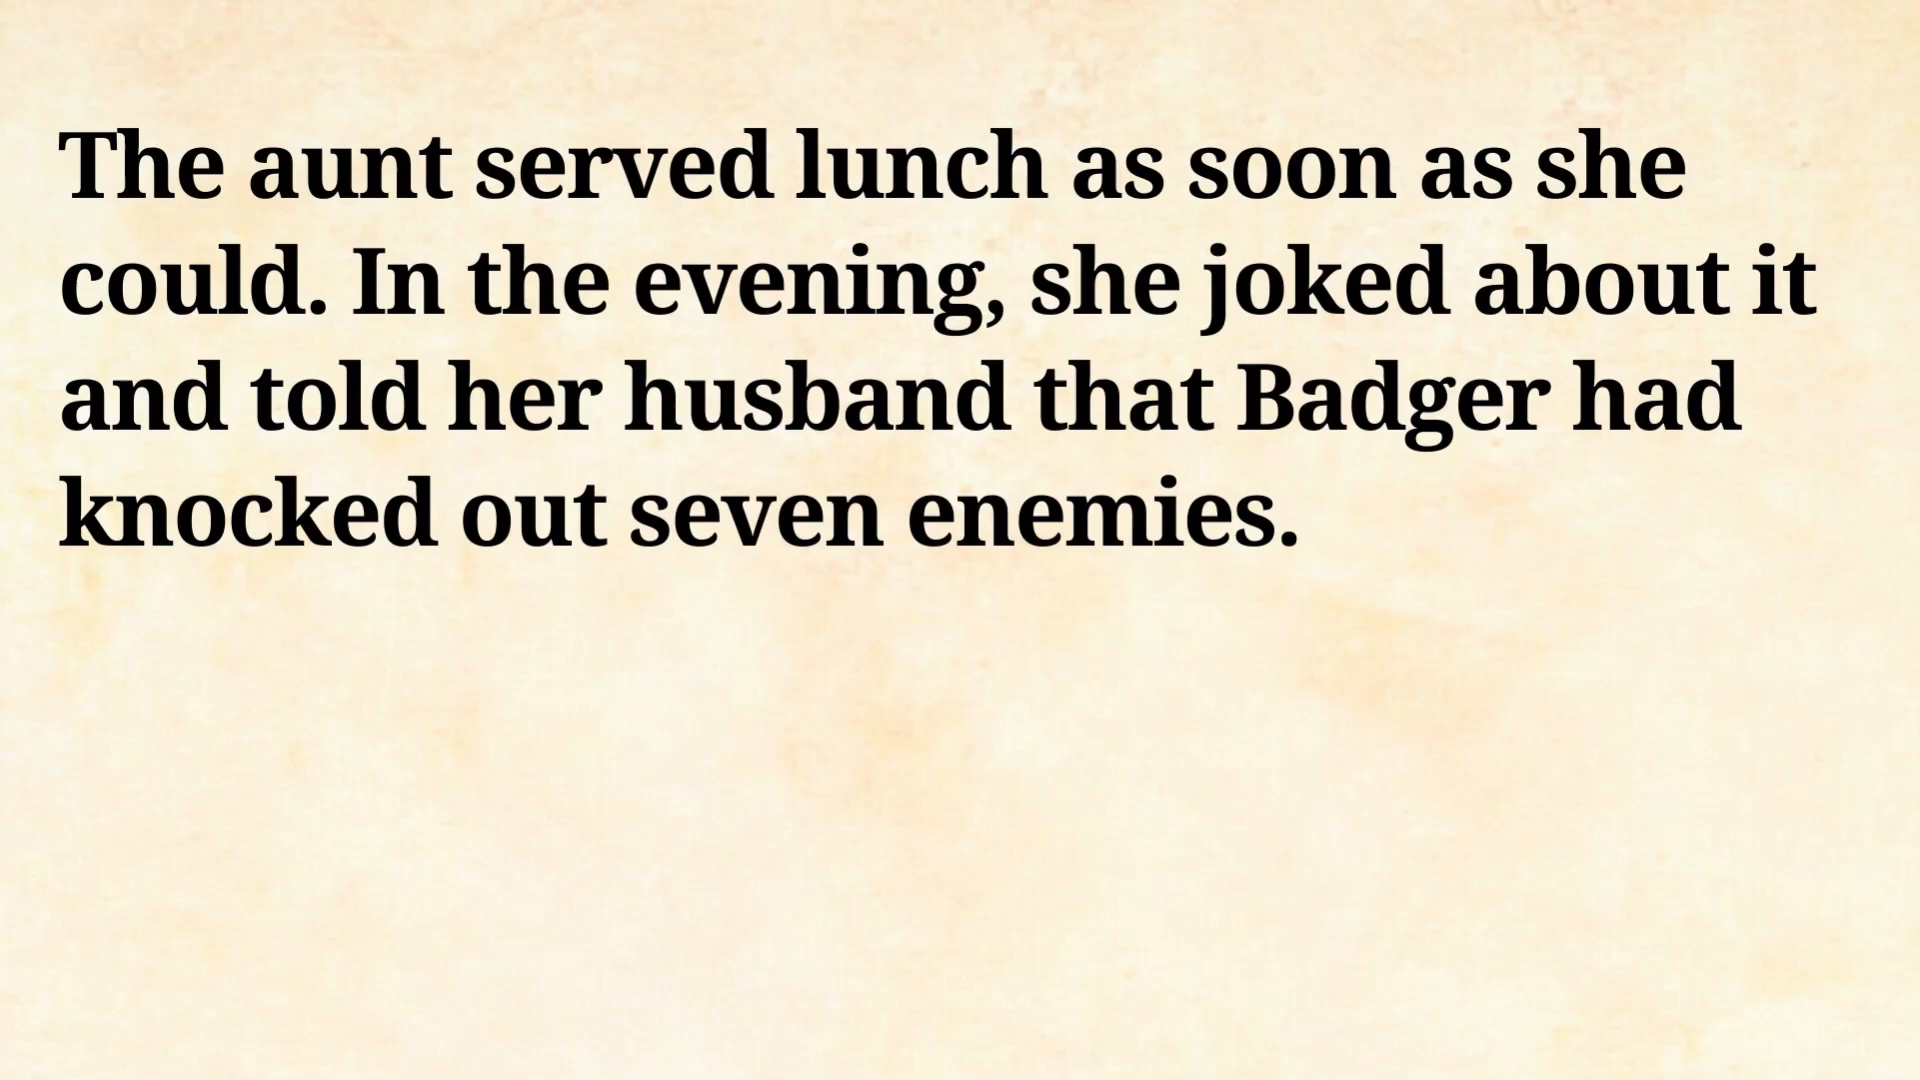 The aunt served lunch as soon as she
could. In the evening, she joked about it
and told her husband that Badger had
knocked out seven enemies.